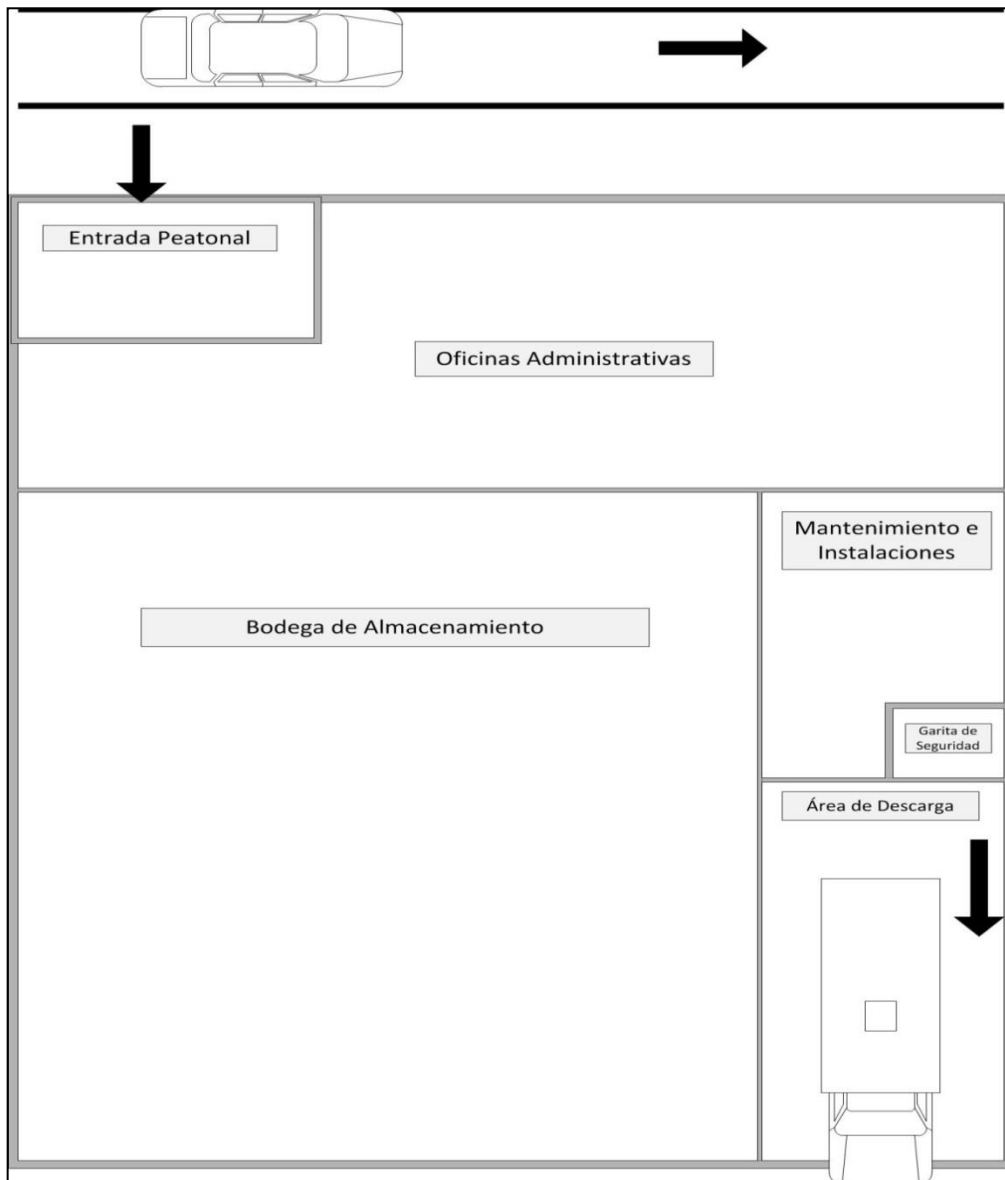 Entrada Peatonal
Oficinas Administrativas
Mantenimiento e
Instalaciones
Bodega de Almacenamiento
Garita de
Seguridad
Área de Descarga